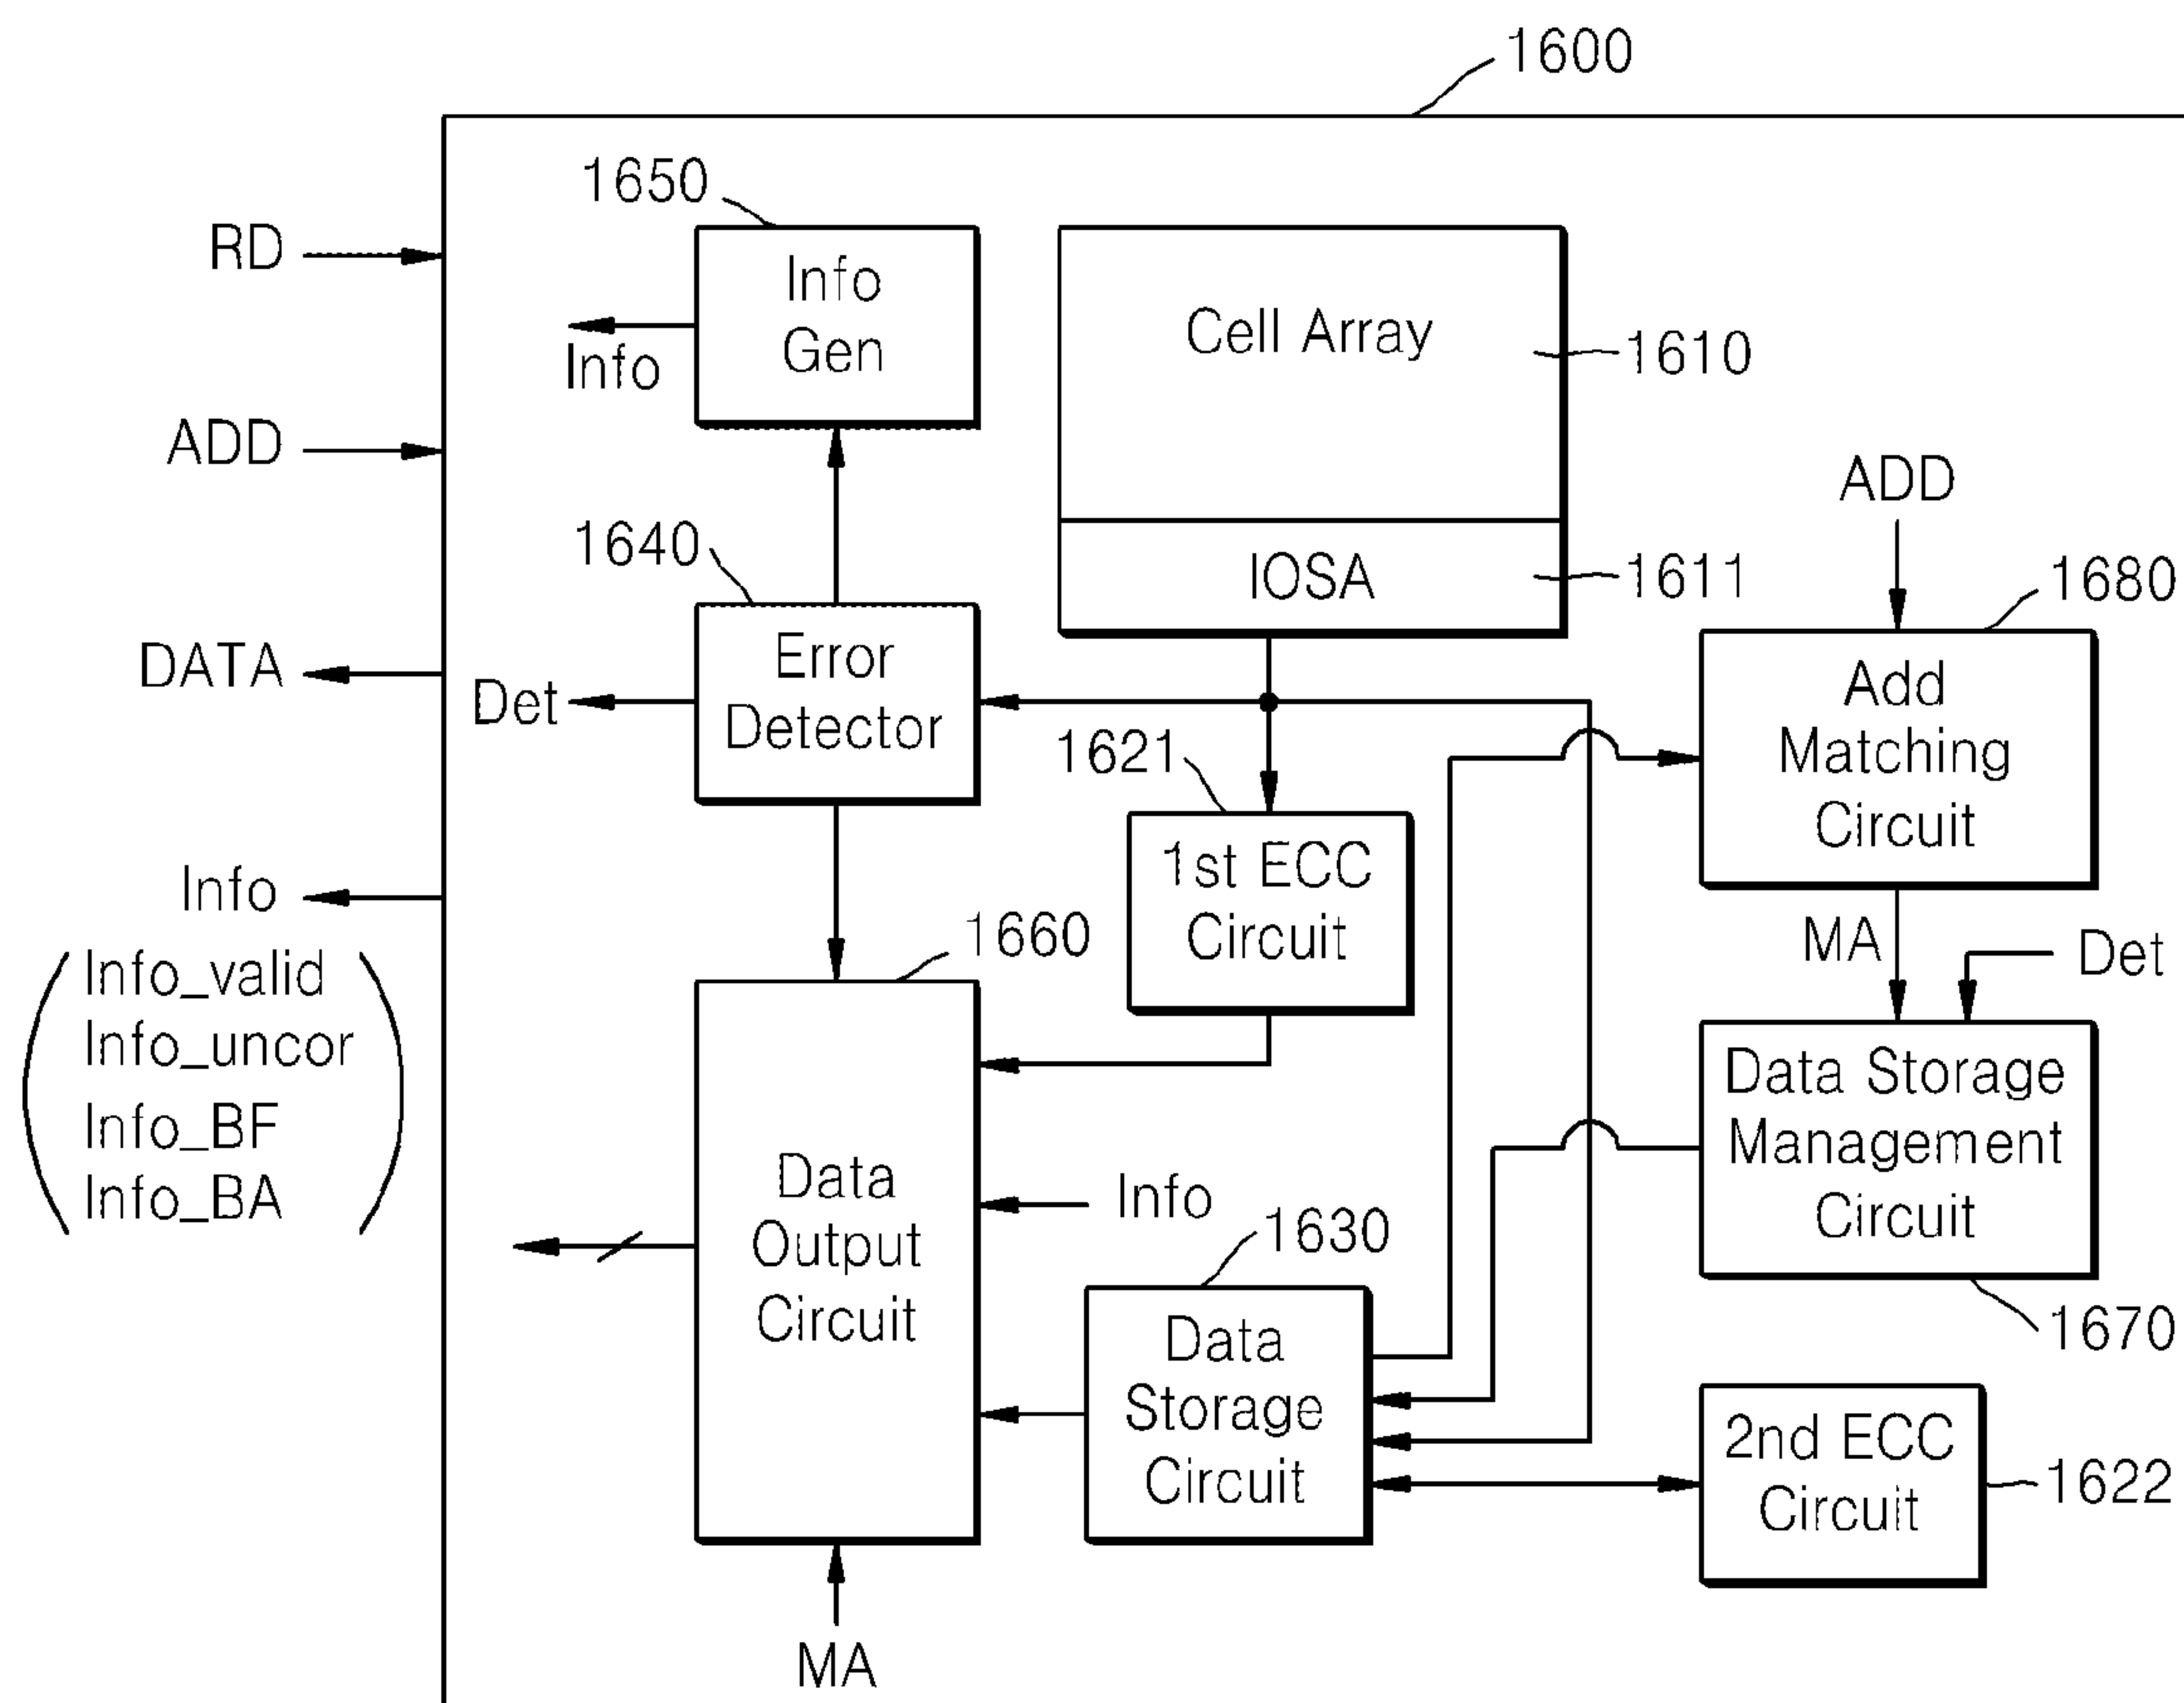 1600
1650
RD
Info
Gen
Info
Cell Array
1610
ADD
ADD
1640
IOSA
1611
1680
DATA
Det
Error
Detector
1621
Add
Matching
Circuit
1st ECC
Circuit
Info
Info_valid
Info_uncor
Info_BF
Info_BA
1660
MA
Det
Data Storage
Management
Circuit
1670
Data
Output
Circuit
Info
1630
Data
Storage
Circuit
2nd ECC
Circuit
1622
MA